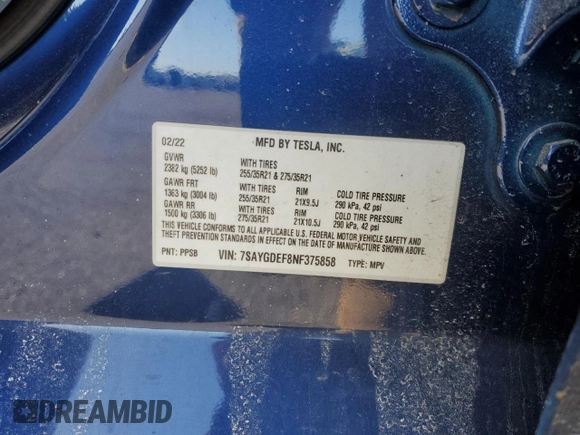 02/22 MFD BY TESLA, INC.
GVWR WITH TIRES
2382 kg (5252 lb) 255/35R21 & 275/35R21
GAWR FRT WITH TIRES RIM COLD TIRE PRESSURE
1363 kg (3004 lb) 255/35R21 21X9.5J 290 kPa, 42 psi
GAWR RR WITH TIRES RIM COLD TIRE PRESSURE
1500 kg (3306 lb) 275/35R21 21X10.5J 290 kPa, 42 psi
THIS VEHICLE CONFORMS TO ALL APPLICABLE U.S. FEDERAL MOTOR VEHICLE SAFETY AND
THEFT PREVENTION STANDARDS IN EFFECT ON THE DATE OF MANUFACTURE SHOWN ABOVE.
PNT: PPSB VIN: 7SAYGDEF8NF375858 TYPE: MPV
DREAMBID